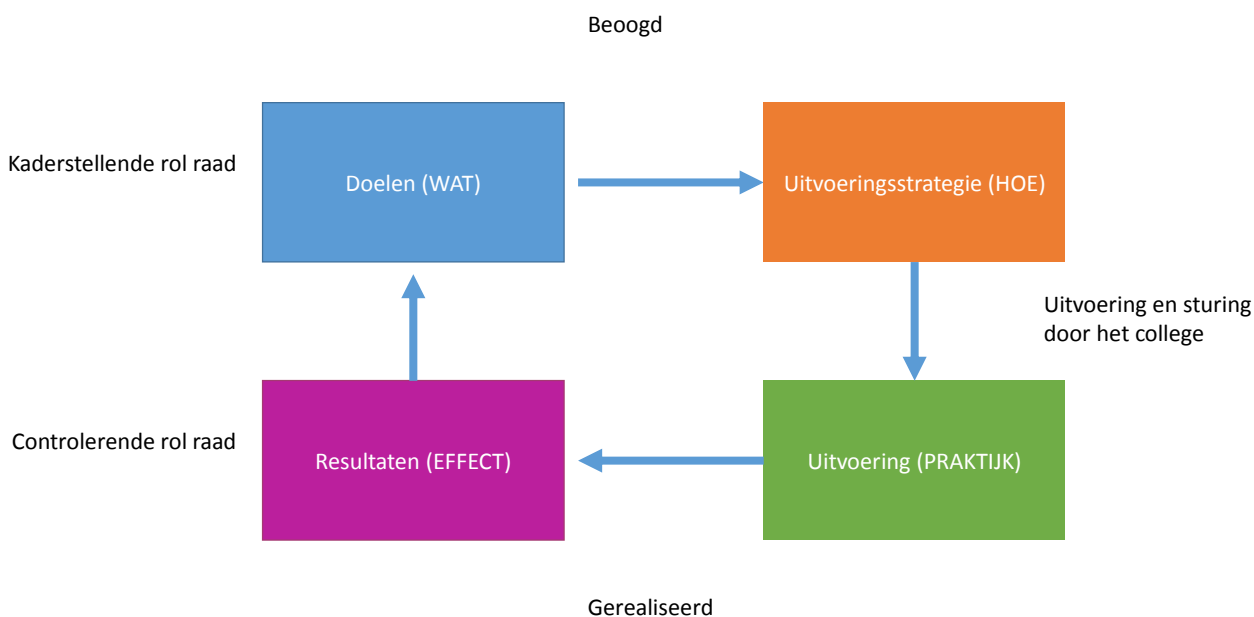 Beoogd
Kaderstellende rol raad
Doelen (WAT)
Uitvoeringsstrategie (HOE)
Uitvoering en sturing
door het college
Controlerende rol raad
Resultaten (EFFECT)
Uitvoering (PRAKTIJK)
Gerealiseerd